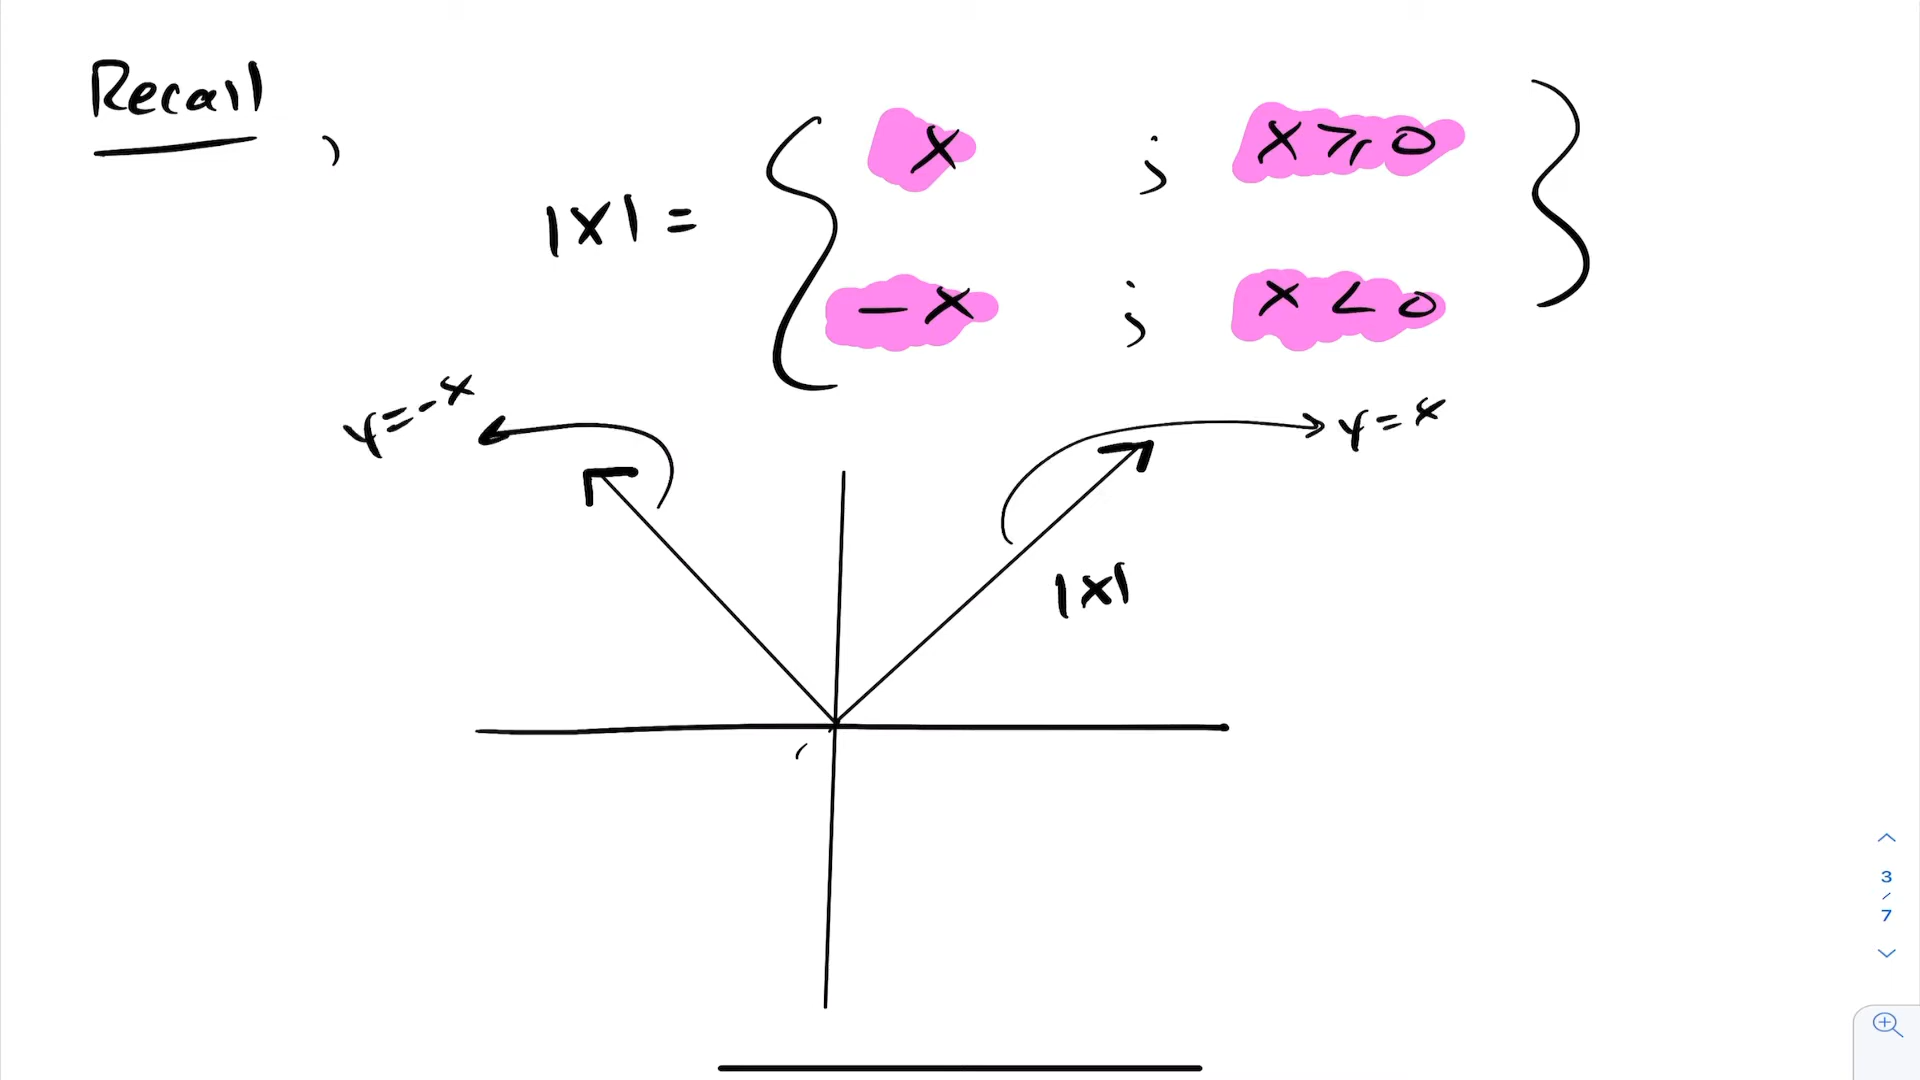 Recall,
|x| = { x ; x ⩾ 0
-x ; x < 0 }
y=-x
y=x
|x|
3
/
7